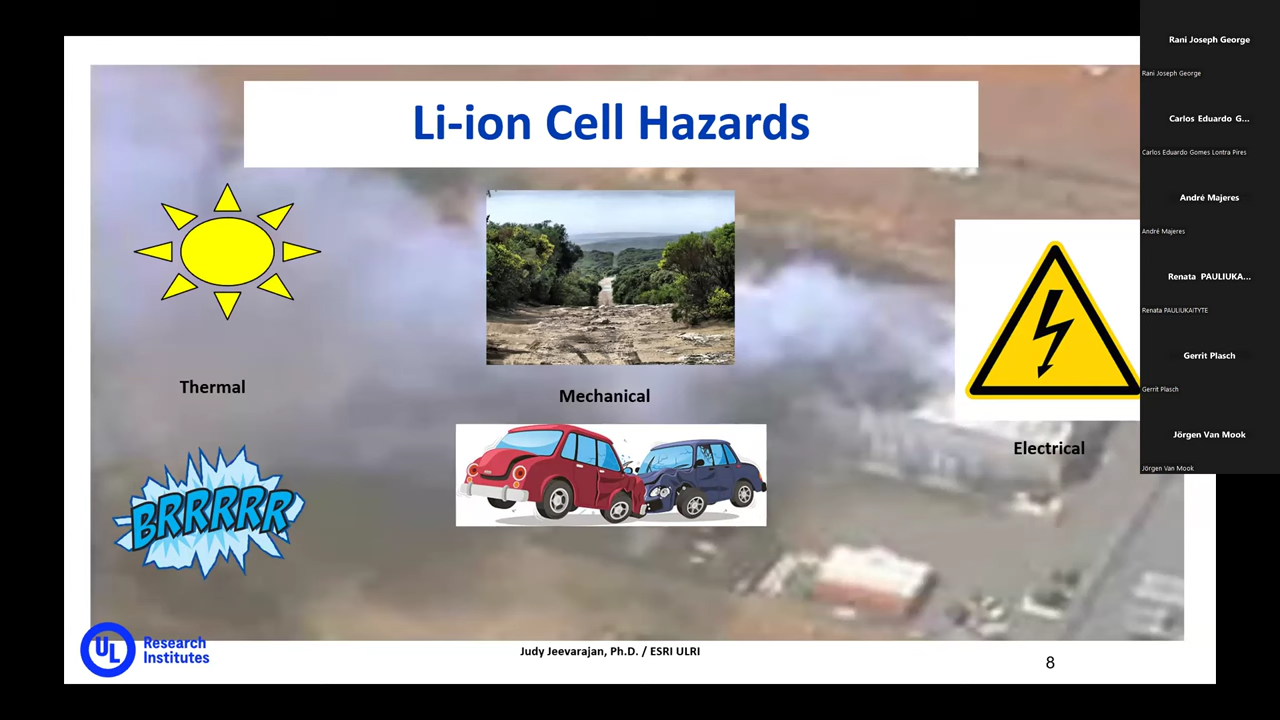 Li-ion Cell Hazards
Thermal
Mechanical
Electrical
BRRRRR
UL
Research
Institutes
Judy Jeevarajan, Ph.D. / ESRI ULRI
8
Rani Joseph George
Rani Joseph George
Carlos Eduardo G...
Carlos Eduardo Gomes Lontra Pires
André Majeres
André Majeres
Renata PAULIUKA...
Renata PAULIUKAITYTE
Gerrit Plasch
Gerrit Plasch
Jörgen Van Mook
Jörgen Van Mook